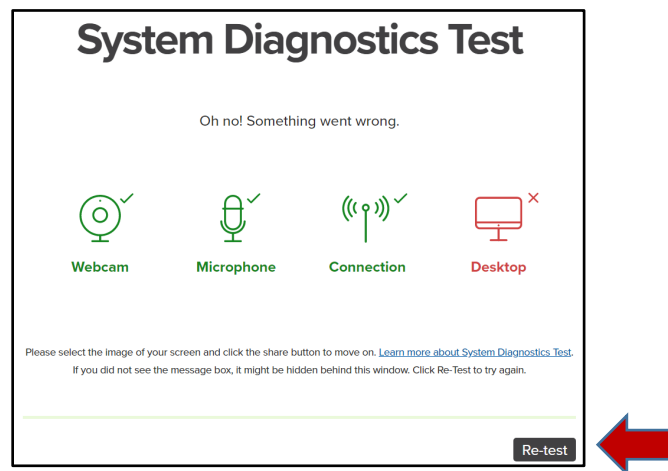 System Diagnostics Test
Oh no! Something went wrong.
Webcam
Microphone
Connection
Desktop
Please select the image of your screen and click the share button to move on. Learn more about System Diagnostics Test.
If you did not see the message box, it might be hidden behind this window. Click Re-Test to try again.
Re-test